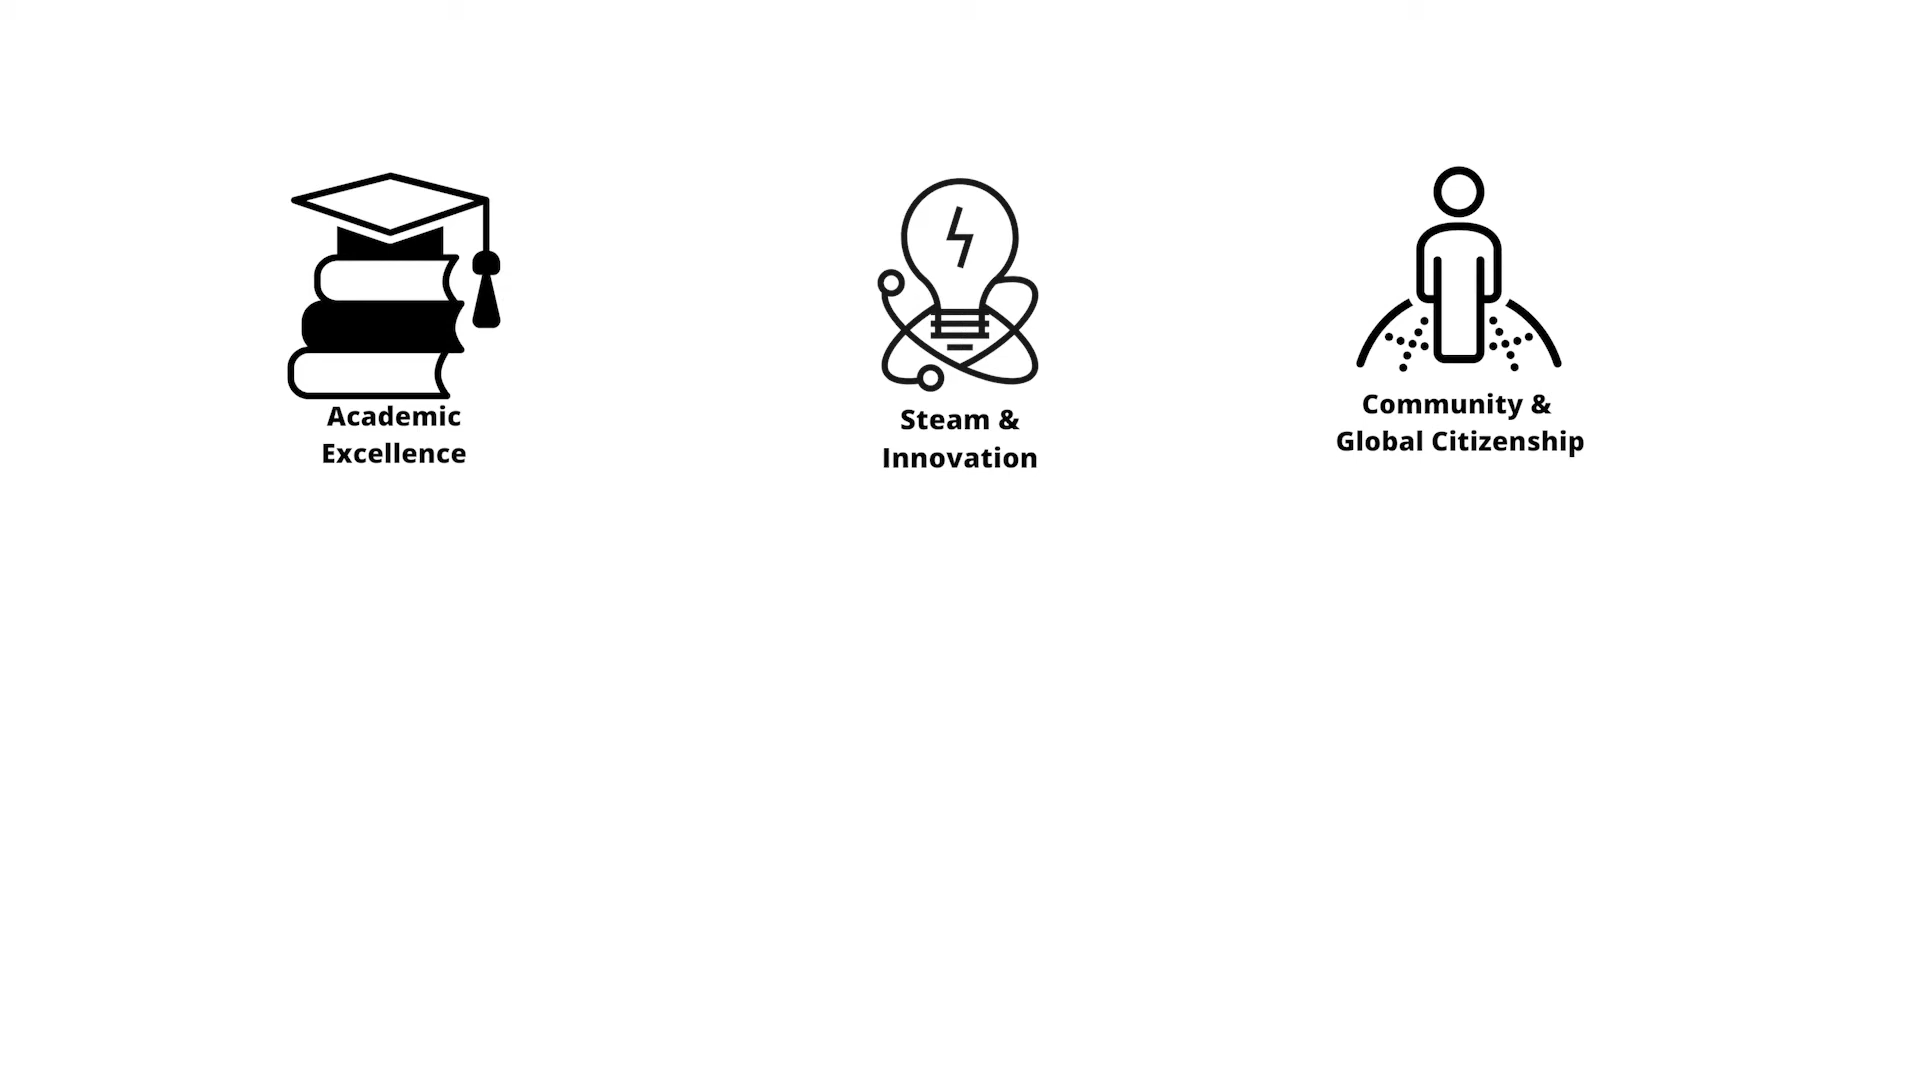 Academic
Excellence
Steam &
Innovation
Community &
Global Citizenship